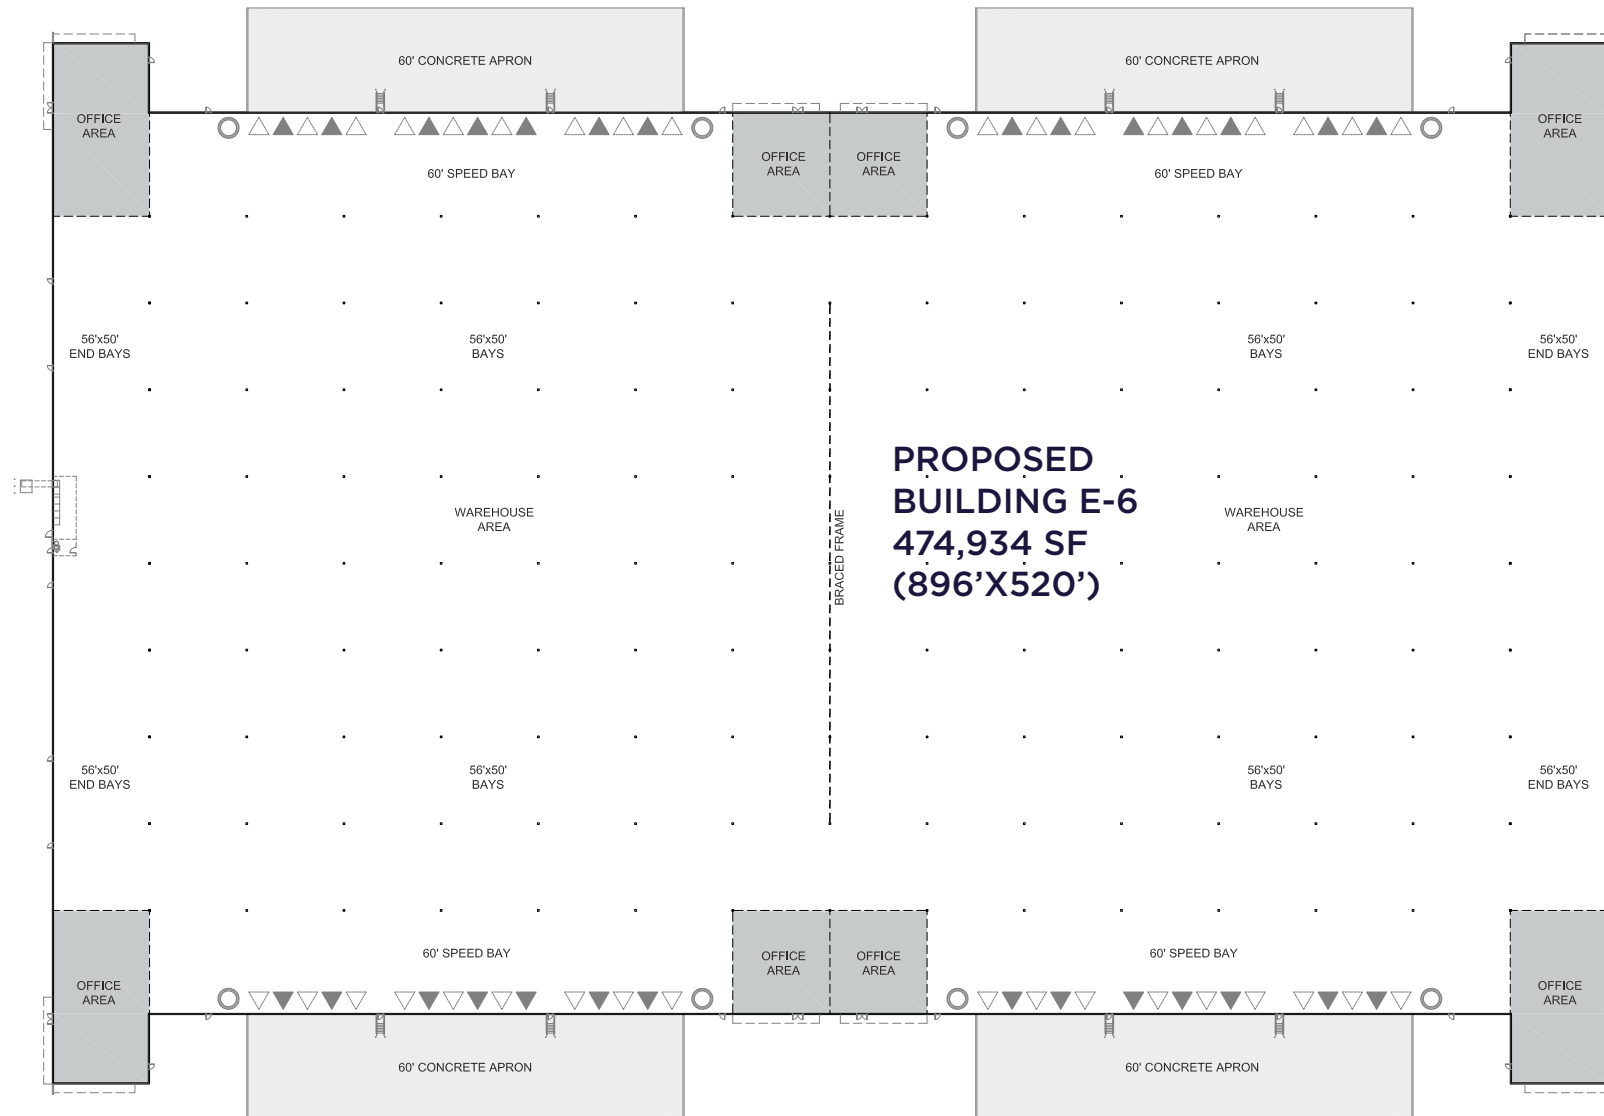 60' CONCRETE APRON
60' CONCRETE APRON
OFFICE
AREA
OFFICE
AREA
OFFICE
AREA
OFFICE
AREA
60' SPEED BAY
60' SPEED BAY
56'x50'
END BAYS
56'x50'
BAYS
56'x50'
BAYS
56'x50'
END BAYS
WAREHOUSE
AREA
BRACED FRAME
PROPOSED
BUILDING E-6
474,934 SF
(896’X520’)
WAREHOUSE
AREA
56'x50'
END BAYS
56'x50'
BAYS
56'x50'
BAYS
56'x50'
END BAYS
60' SPEED BAY
60' SPEED BAY
OFFICE
AREA
OFFICE
AREA
OFFICE
AREA
OFFICE
AREA
60' CONCRETE APRON
60' CONCRETE APRON